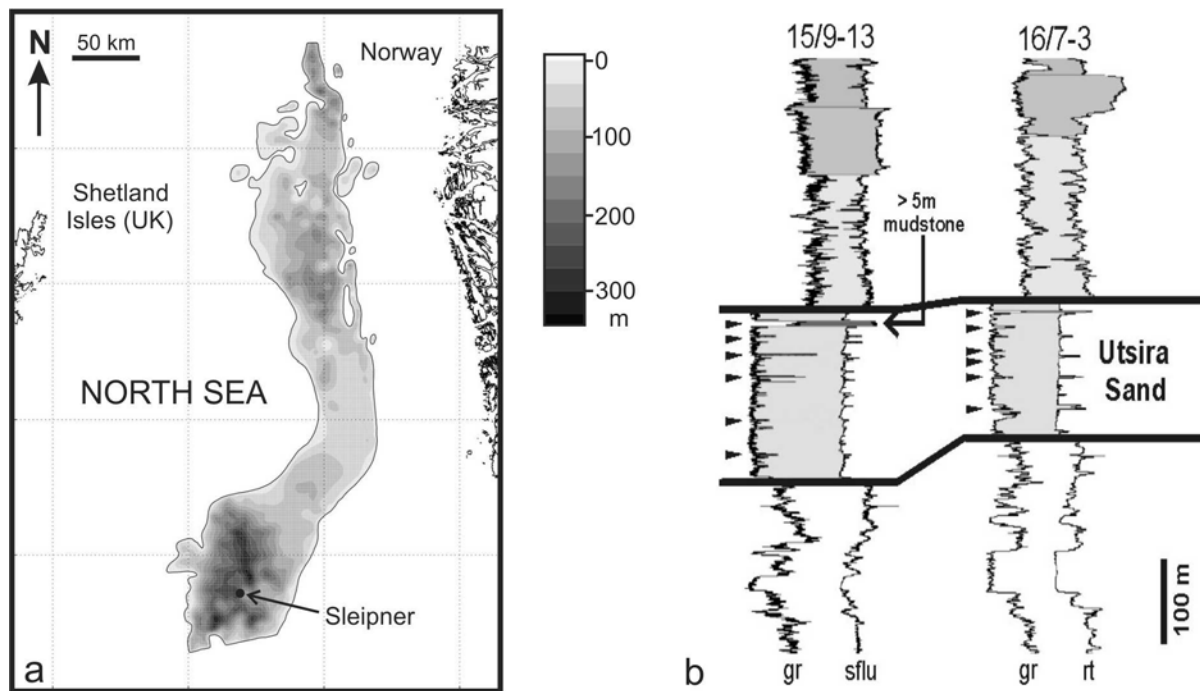 N
50 km
Norway
Shetland
Isles (UK)
NORTH SEA
Sleipner
a
0
100
200
300
m
15/9-13
16/7-3
> 5m
mudstone
Utsira
Sand
100 m
b
gr
sflu
gr
rt